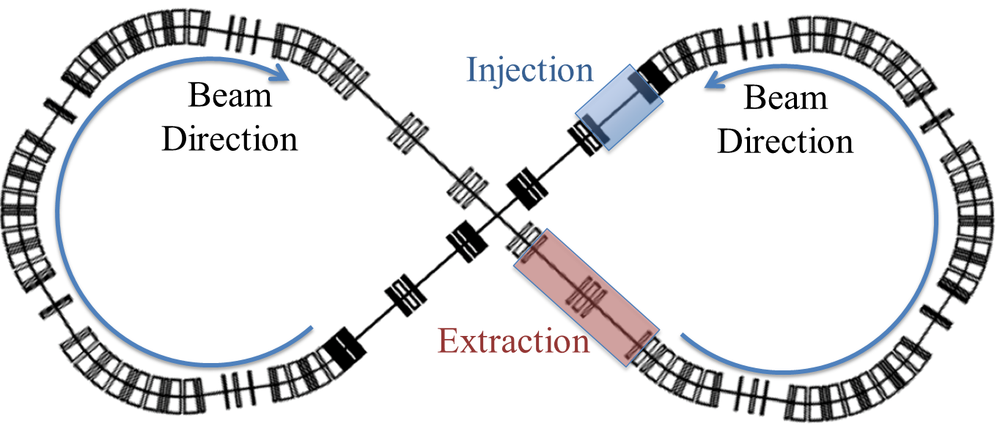 Injection
Beam
Direction
Beam
Direction
Extraction